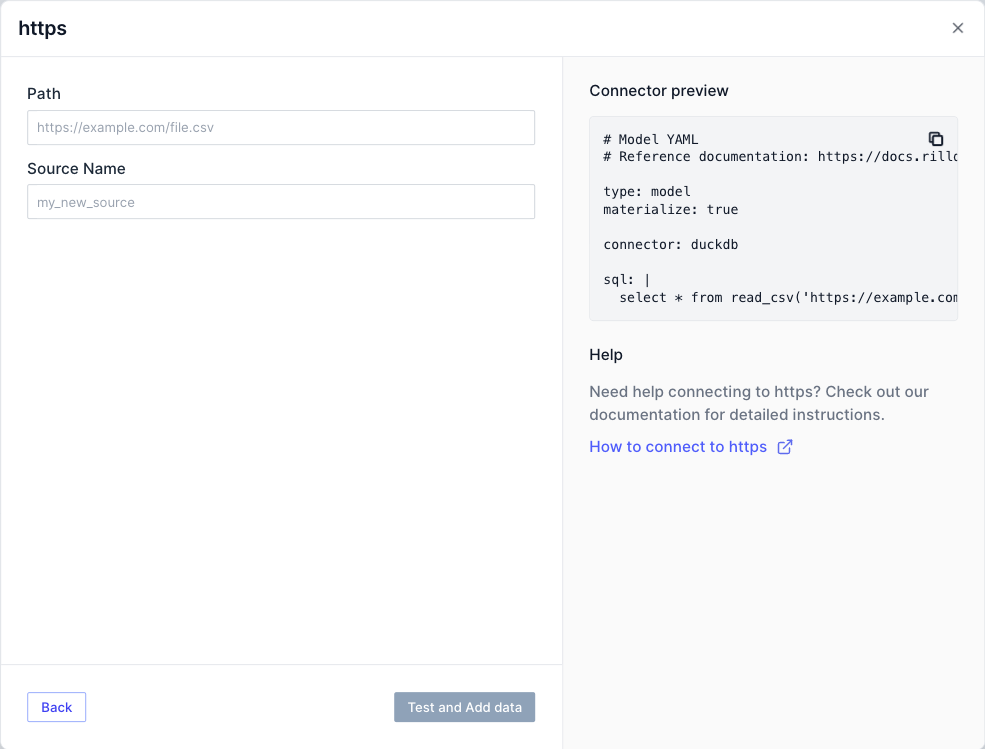 https
Path
https://example.com/file.csv
Source Name
my_new_source
Back
Test and Add data
Connector preview
# Model YAML
# Reference documentation: https://docs.rilld
type: model
materialize: true
connector: duckdb
sql: |
  select * from read_csv('https://example.com
Help
Need help connecting to https? Check out our
documentation for detailed instructions.
How to connect to https